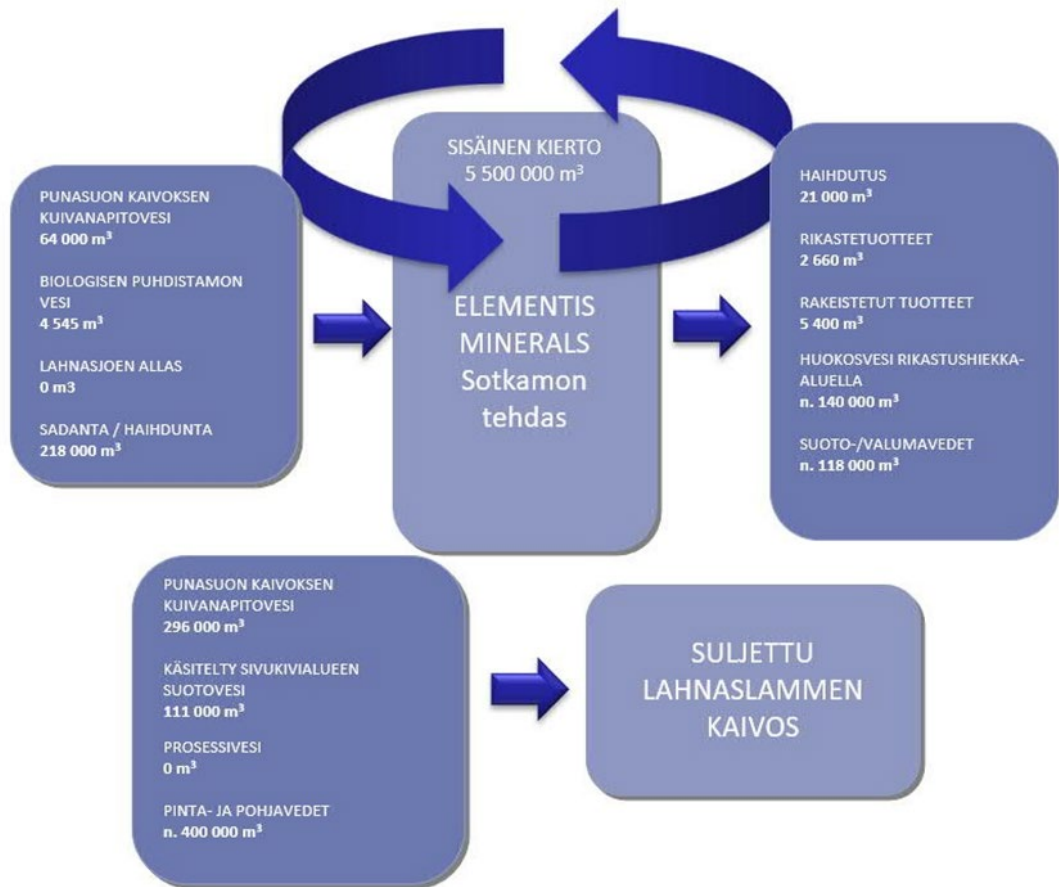 PUNASUON KAIVOKSEN
KUIVANAPITOVESI
64 000 m³
BIOLOGISEN PUHDISTAMON
VESI
4 545 m³
LAHNASJOEN ALLAS
0 m3
SADANTA / HAIHDUNTA
218 000 m³
SISÄINEN KIERTO
5 500 000 m³
ELEMENTIS
MINERALS
Sotkamon
tehdas
HAIHDUTUS
21 000 m³
RIKASTETUOTTEET
2 660 m³
RAKEISTETUT TUOTTEET
5 400 m³
HUOKOSVESI RIKASTUSHIEKKA-
ALUELLA
n. 140 000 m³
SUOTO-/VALUMAVEDET
n. 118 000 m³
PUNASUON KAIVOKSEN
KUIVANAPITOVESI
296 000 m³
KÄSITELTY SIVUKIVIALUEEN
SUOTOVESI
111 000 m³
PROSESSIVESI
0 m³
PINTA- JA POHJAVEDET
n. 400 000 m³
SULJETTU
LAHNASLAMMEN
KAIVOS